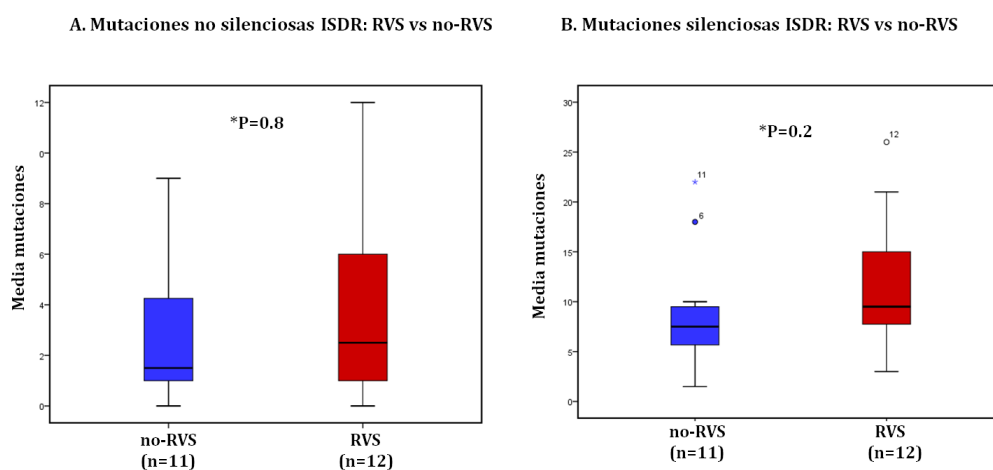 A. Mutaciones no silenciosas ISDR: RVS vs no-RVS
Media mutaciones
12
0
8
6
4
2
0
*P=0.8
no-RVS
(n=11)
RVS
(n=12)
B. Mutaciones silenciosas ISDR: RVS vs no-RVS
Media mutaciones
30
25
20
15
10
5
0
*P=0.2
*11
6
12
no-RVS
(n=11)
RVS
(n=12)